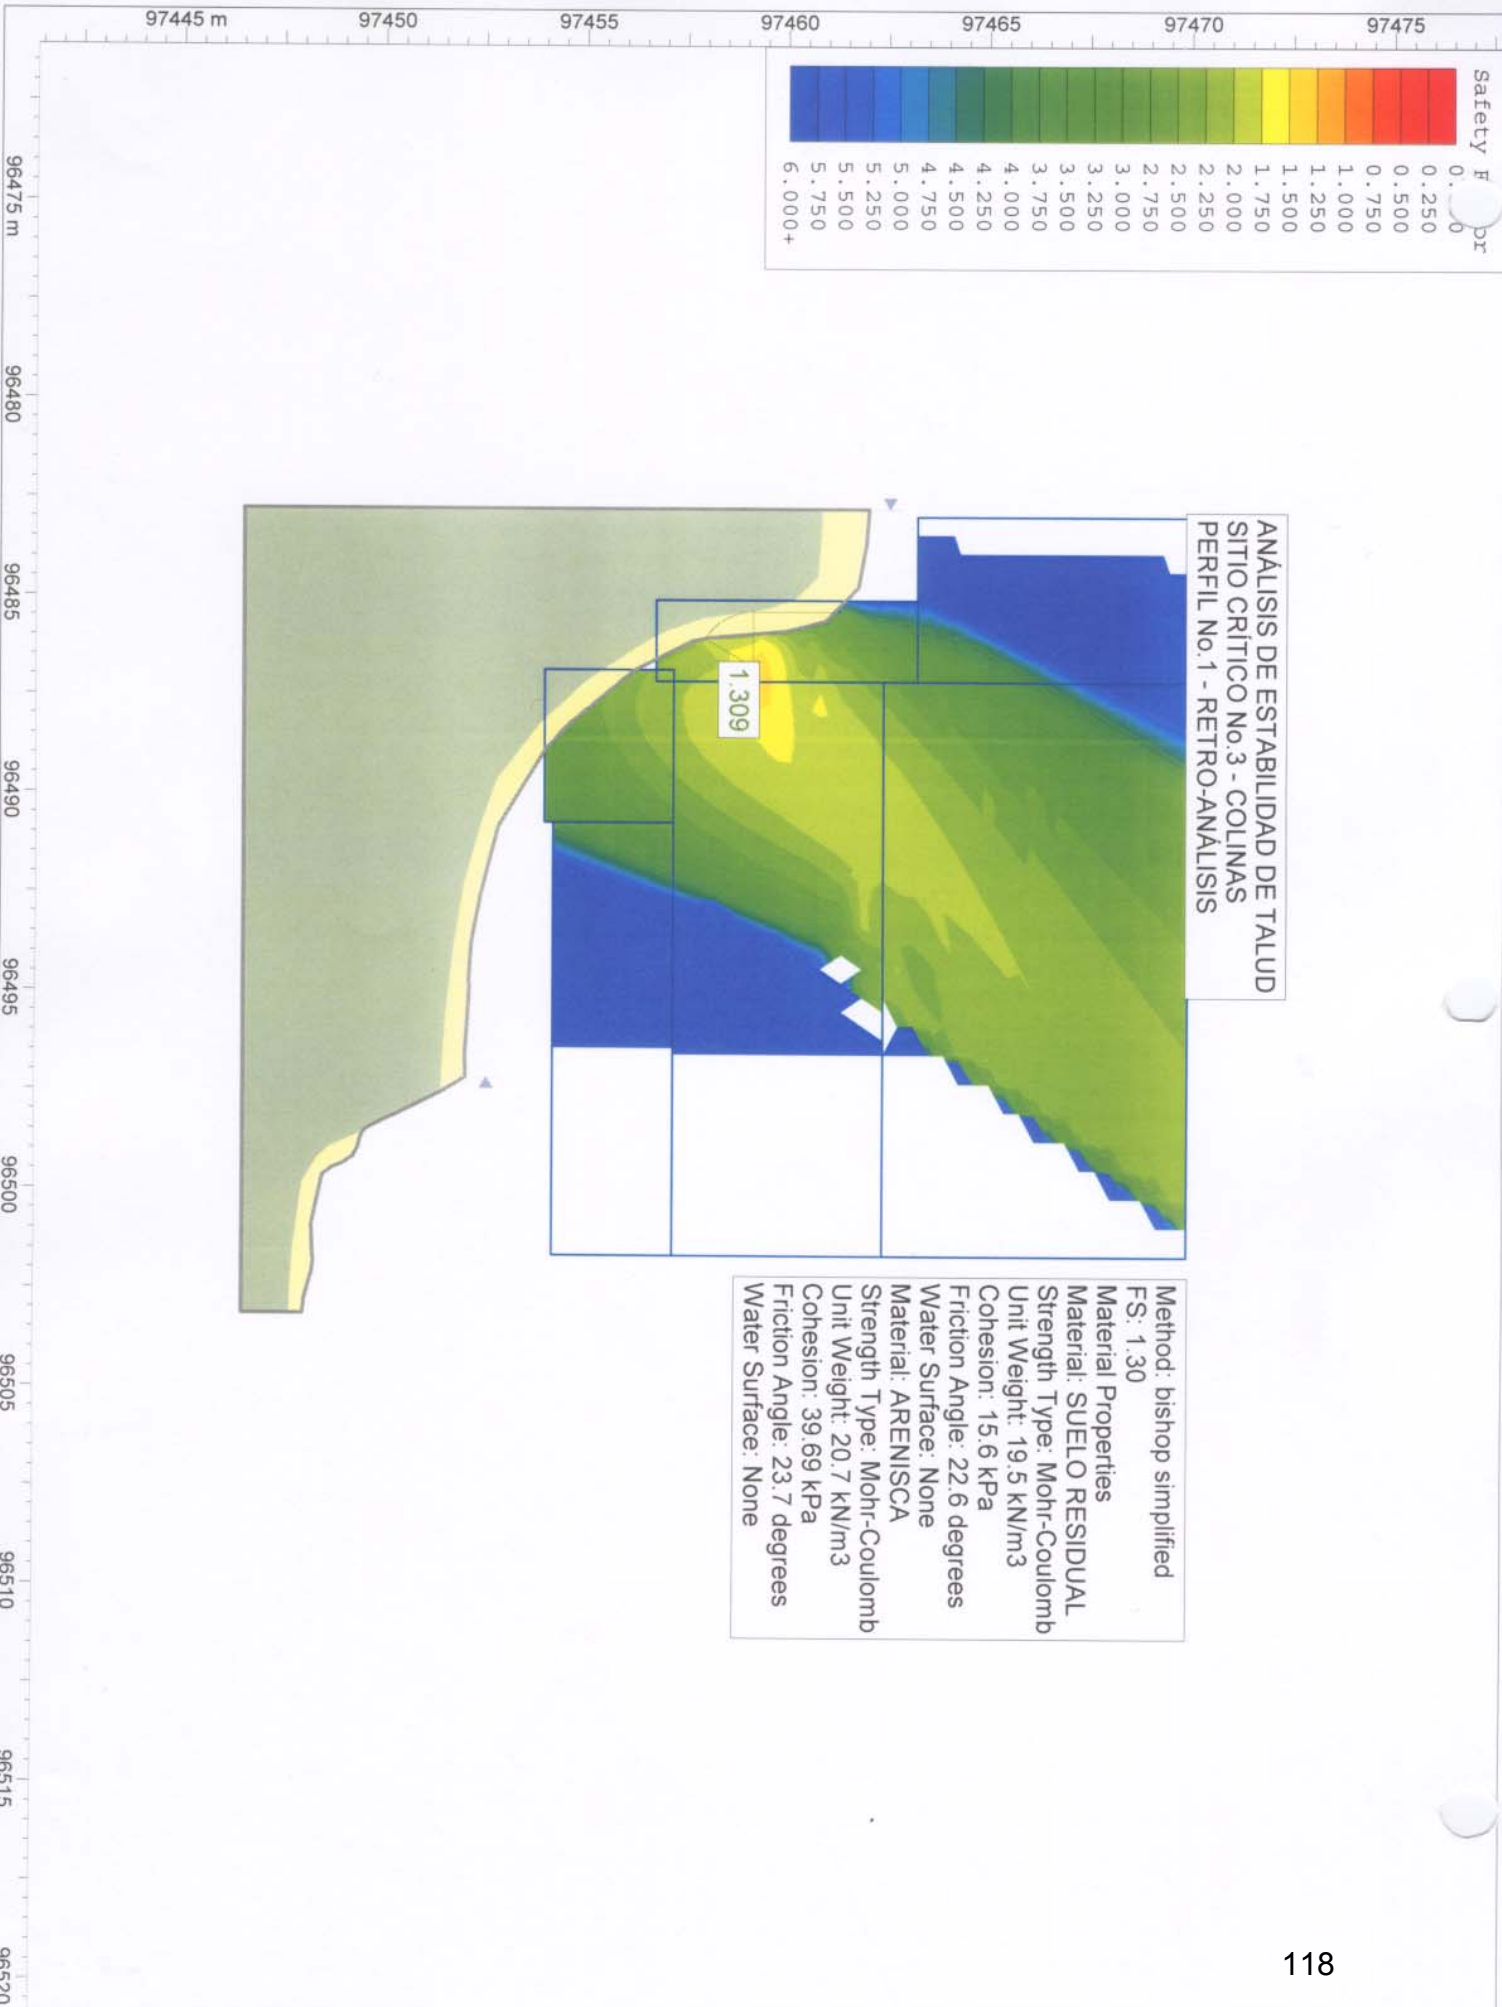 Safety F or
0.250
0.500
0.750
1.000
1.250
1.500
1.750
2.000
2.250
2.500
2.750
3.000
3.250
3.500
3.750
4.000
4.250
4.500
4.750
5.000
5.250
5.500
5.750
6.000+
ANÁLISIS DE ESTABILIDAD DE TALUD
SITIO CRÍTICO No.3 - COLINAS
PERFIL No.1 - RETRO-ANÁLISIS
1.309
Method: bishop simplified
FS: 1.30
Material Properties
Material: SUELO RESIDUAL
Strength Type: Mohr-Coulomb
Unit Weight: 19.5 kN/m3
Cohesion: 15.6 kPa
Friction Angle: 22.6 degrees
Water Surface: None
Material: ARENISCA
Strength Type: Mohr-Coulomb
Unit Weight: 20.7 kN/m3
Cohesion: 39.69 kPa
Friction Angle: 23.7 degrees
Water Surface: None
97475
97470
97465
97460
97455
97450
97445 m
96475 m
96480
96485
96490
96495
96500
96505
96510
96515
96520
118